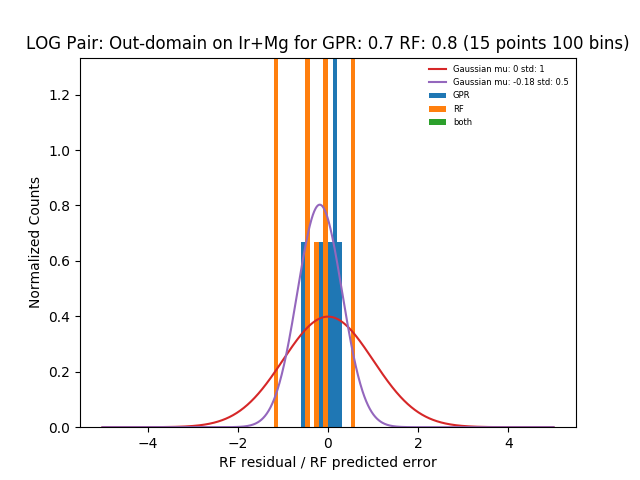 LOG Pair: Out-domain on Ir+Mg for GPR: 0.7 RF: 0.8 (15 points 100 bins)
Gaussian mu: 0 std: 1
Gaussian mu: -0.18 std: 0.5
GPR
RF
both
Normalized Counts
1.2
1.0
0.8
0.6
0.4
0.2
0.0
−4 −2 0 2 4
RF residual / RF predicted error